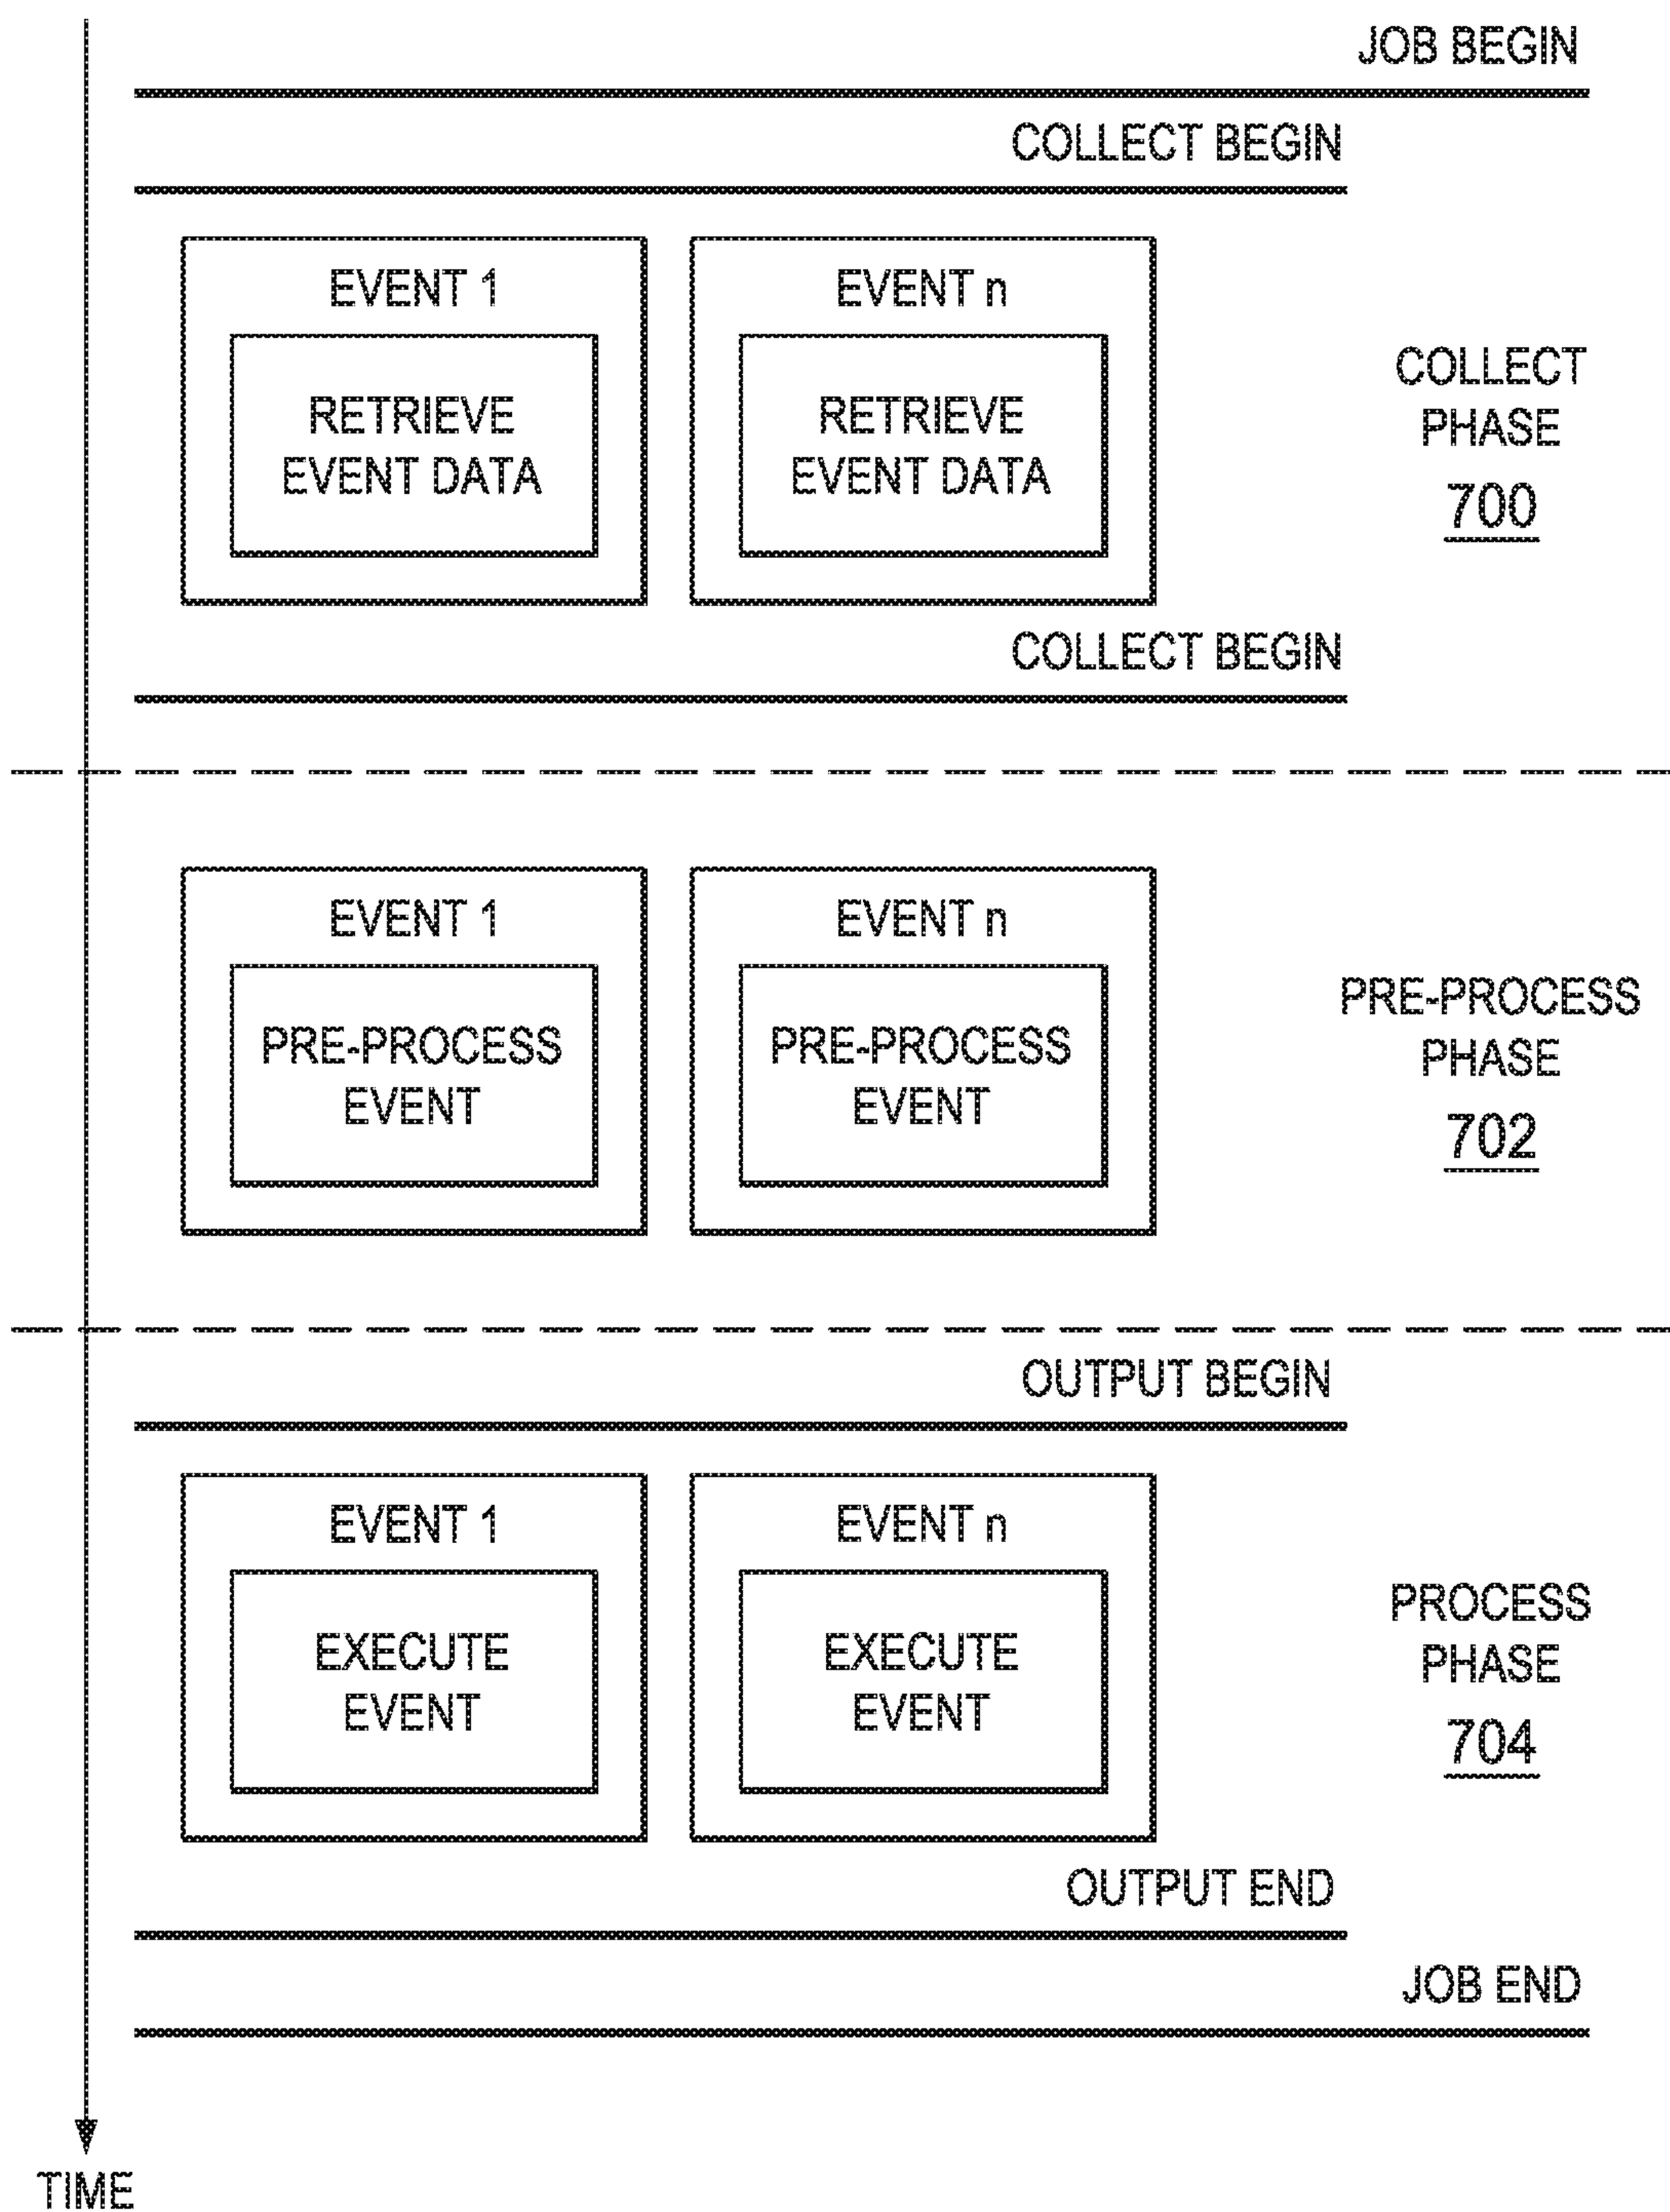 JOB BEGIN
COLLECT BEGIN
EVENT 1
RETRIEVE
EVENT DATA
EVENT n
RETRIEVE
EVENT DATA
COLLECT
PHASE
700
COLLECT BEGIN
EVENT 1
PRE-PROCESS
EVENT
EVENT n
PRE-PROCESS
EVENT
PRE-PROCESS
PHASE
702
OUTPUT BEGIN
EVENT 1
EXECUTE
EVENT
EVENT n
EXECUTE
EVENT
PROCESS
PHASE
704
OUTPUT END
JOB END
TIME